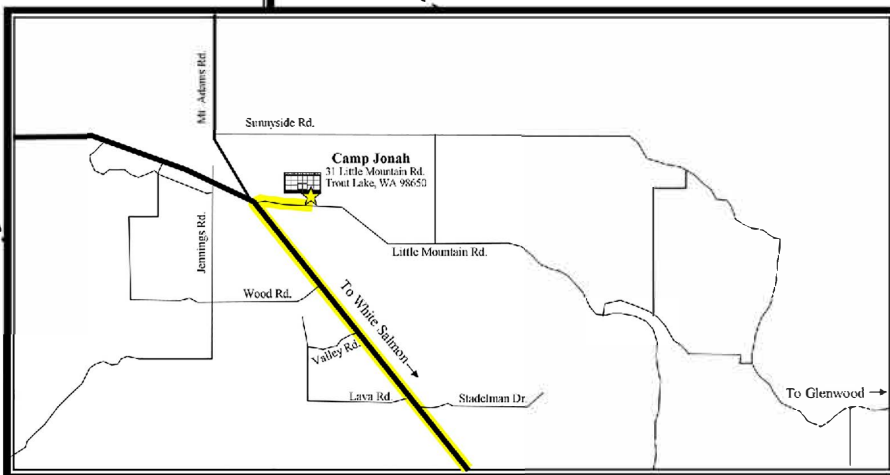 Mt. Adams Rd.
Sunnyside Rd.
Camp Jonah
31 Little Mountain Rd.
Trout Lake, WA 98650
Jennings Rd.
Little Mountain Rd.
Wood Rd.
To White Salmon
Valley Rd.
To Glenwood
Lava Rd
Stadelman Dr.